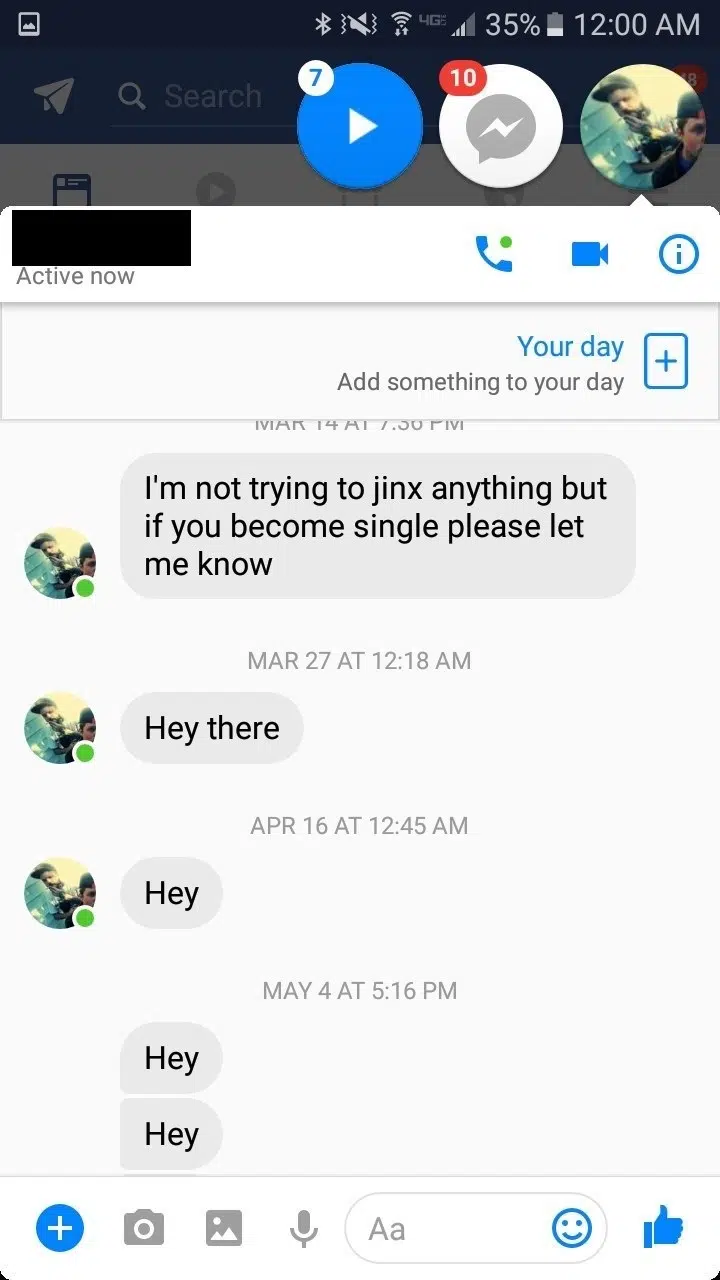 4G 35% 12:00 AM
Search
7
10
Active now
Your day
Add something to your day
MAR 14 AT 7:36 PM
I'm not trying to jinx anything but
if you become single please let
me know
MAR 27 AT 12:18 AM
Hey there
APR 16 AT 12:45 AM
Hey
MAY 4 AT 5:16 PM
Hey
Hey
Aa